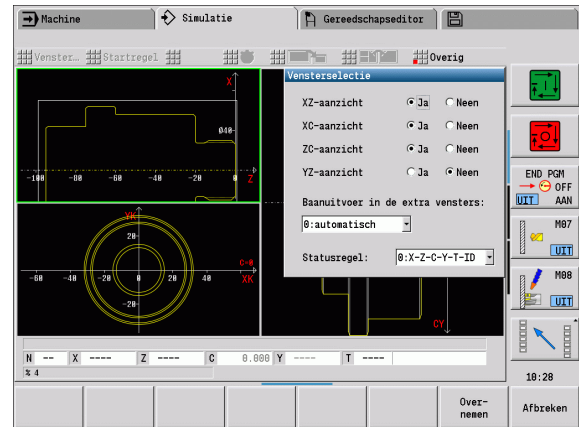 Machine
Simulatie
Gereedschapseditor
Venster...
Startregel
Overig
Vensterselectie
XZ-aanzicht Ja Neen
XC-aanzicht Ja Neen
ZC-aanzicht Ja Neen
YZ-aanzicht Ja Neen
Baanuitvoer in de extra vensters:
0:automatisch
Statusregel: 0:X-Z-C-Y-T-ID
X
Ø40
-100 -80 -60 -40 -20 0 Z
YK
20
C-0
-60 -40 -20 0 20 40 XK
-20
CY
END PGM
OFF
UIT AAN
M07
UIT
M08
UIT
N -- X ---- Z ---- C 0.000 Y ---- T ----
% 4
10:28
Over-
nemen
Afbreken